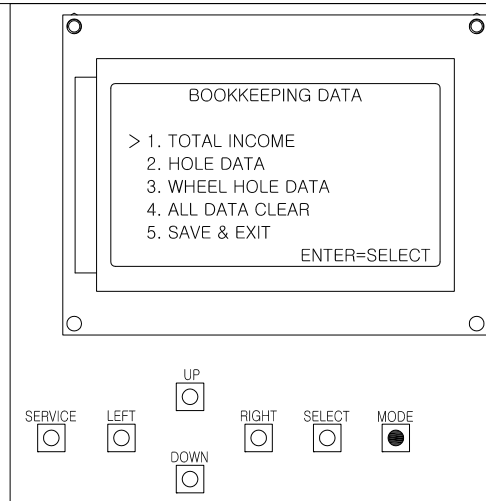 BOOKKEEPING DATA
> 1. TOTAL INCOME
2. HOLE DATA
3. WHEEL HOLE DATA
4. ALL DATA CLEAR
5. SAVE & EXIT
ENTER=SELECT
UP
SERVICE LEFT RIGHT SELECT MODE
DOWN